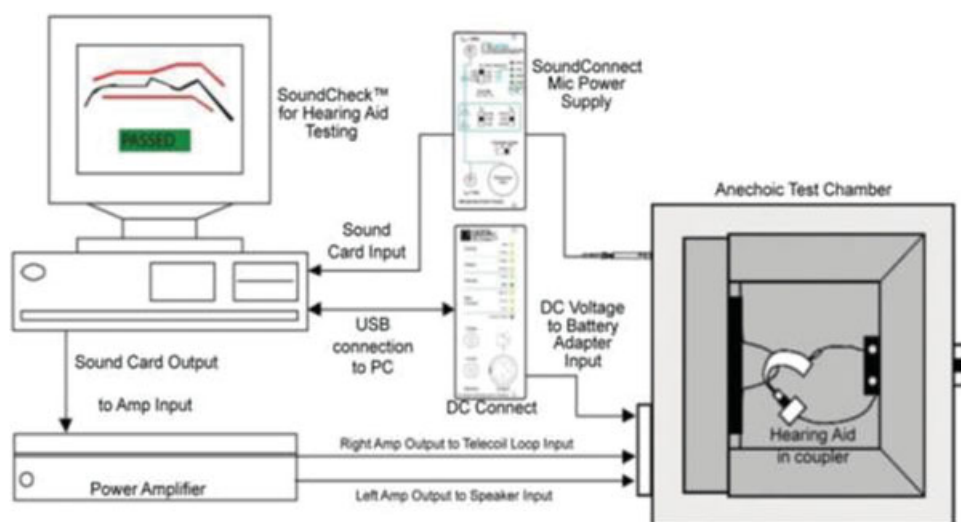 SoundCheck™
for Hearing Aid
Testing
PASSED
SoundConnect
Mic Power
Supply
Anechoic Test Chamber
Sound
Card Input
USB
connection
to PC
DC Voltage
to Battery
Adapter
Input
Sound Card Output
to Amp Input
DC Connect
Hearing Aid
in coupler
Right Amp Output to Telecoil Loop Input
Power Amplifier
Left Amp Output to Speaker Input